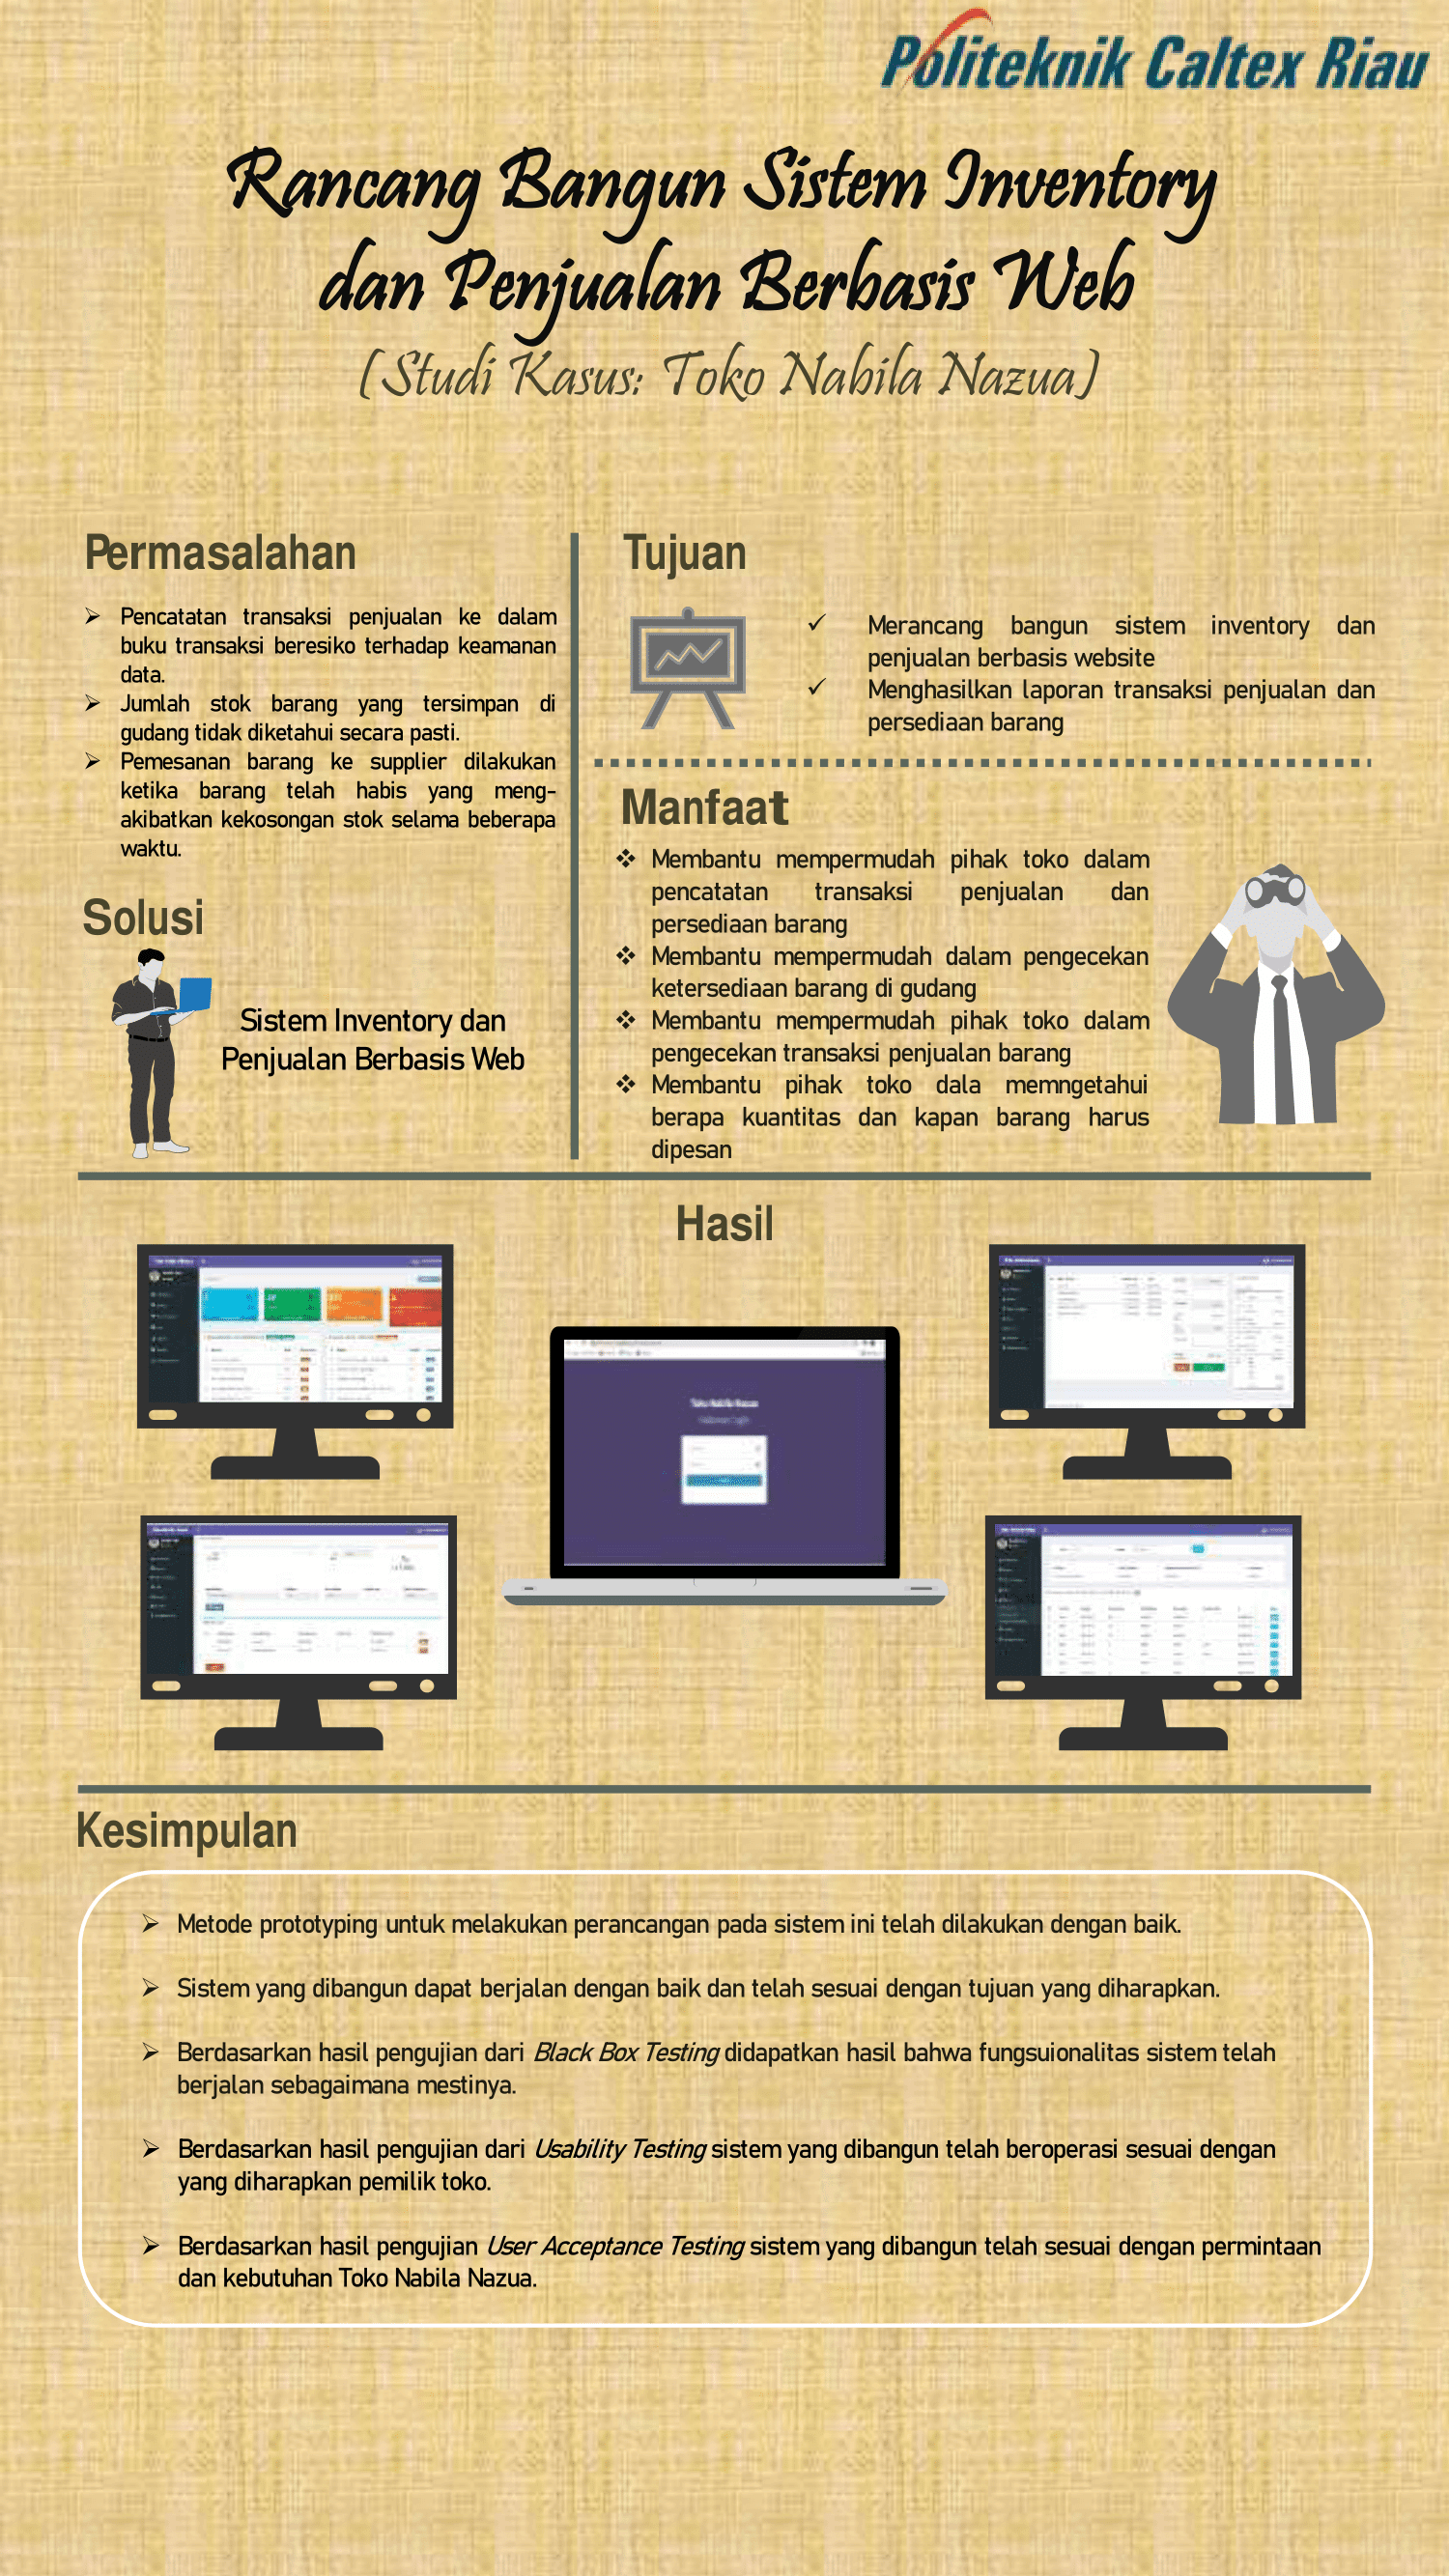 Politeknik Caltex Riau
Rancang Bangun Sistem Inventory
dan Penjualan Berbasis Web
(Studi Kasus: Toko Nabila Nazua)
Permasalahan
Pencatatan transaksi penjualan ke dalam
buku transaksi beresiko terhadap keamanan
data.
Jumlah stok barang yang tersimpan di
gudang tidak diketahui secara pasti.
Pemesanan barang ke supplier dilakukan
ketika barang telah habis yang meng-
akibatkan kekosongan stok selama beberapa
waktu.
Solusi
Sistem Inventory dan
Penjualan Berbasis Web
Tujuan
Merancang bangun sistem inventory dan
penjualan berbasis website
Menghasilkan laporan transaksi penjualan dan
persediaan barang
Manfaat
Membantu mempermudah pihak toko dalam
pencatatan transaksi penjualan dan
persediaan barang
Membantu mempermudah dalam pengecekan
ketersediaan barang di gudang
Membantu mempermudah pihak toko dalam
pengecekan transaksi penjualan barang
Membantu pihak toko dala memngetahui
berapa kuantitas dan kapan barang harus
dipesan
Hasil
Toko Nabila Nazua
Kesimpulan
Metode prototyping untuk melakukan perancangan pada sistem ini telah dilakukan dengan baik.
Sistem yang dibangun dapat berjalan dengan baik dan telah sesuai dengan tujuan yang diharapkan.
Berdasarkan hasil pengujian dari Black Box Testing didapatkan hasil bahwa fungsuionalitas sistem telah
berjalan sebagaimana mestinya.
Berdasarkan hasil pengujian dari Usability Testing sistem yang dibangun telah beroperasi sesuai dengan
yang diharapkan pemilik toko.
Berdasarkan hasil pengujian User Acceptance Testing sistem yang dibangun telah sesuai dengan permintaan
dan kebutuhan Toko Nabila Nazua.